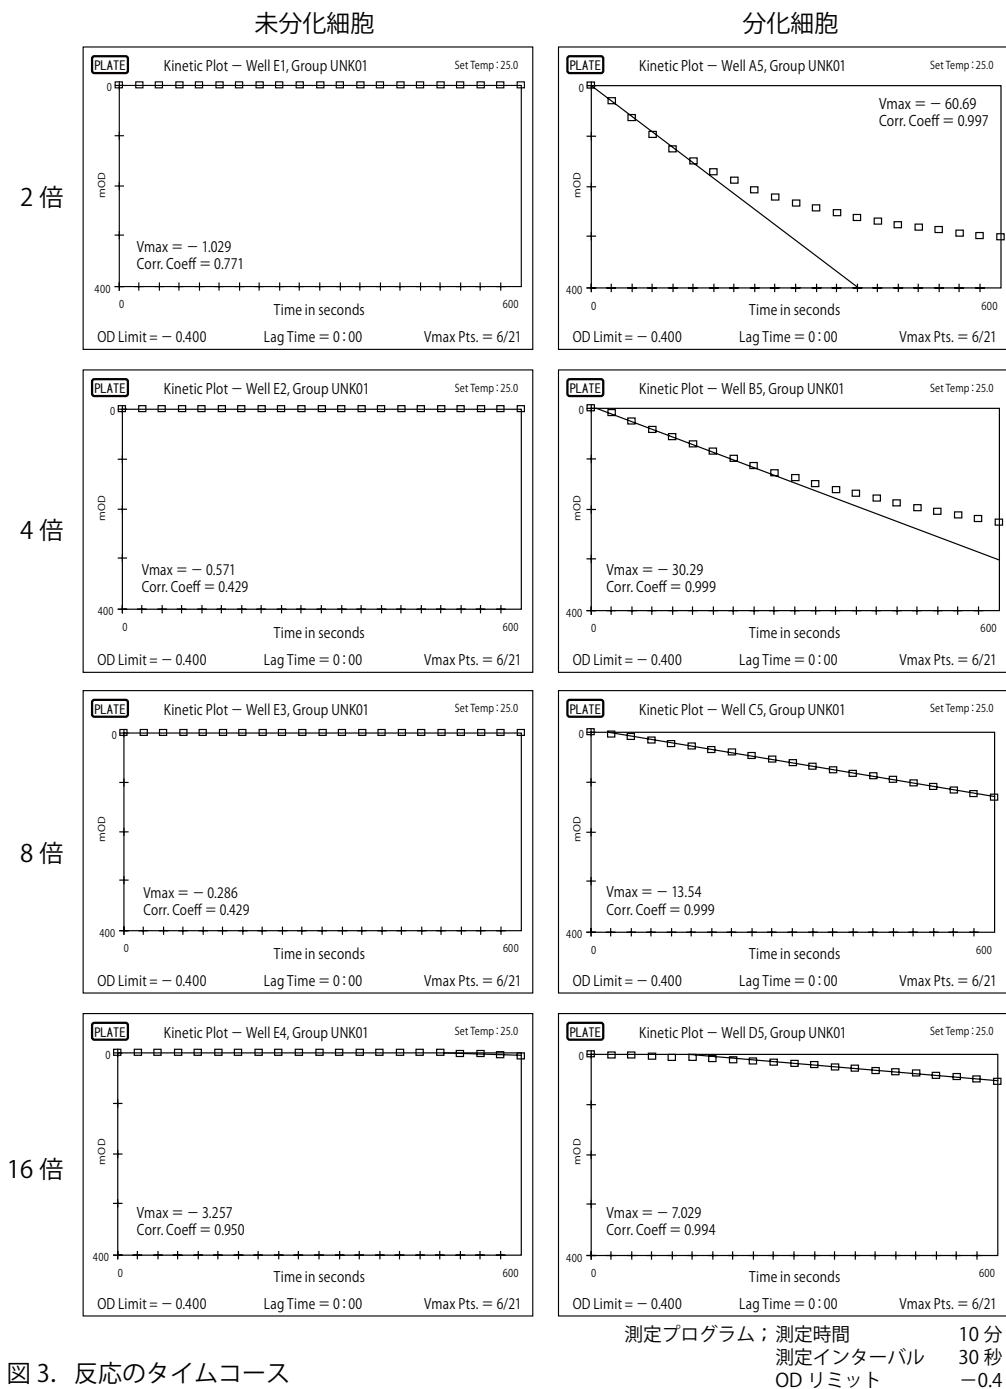 未分化細胞 分化細胞
2 倍
PLATE Kinetic Plot － Well E1, Group UNK01 Set Temp : 25.0
0
mOD
Vmax = － 1.029
Corr. Coeff = 0.771
400
0 600
Time in seconds
OD Limit = － 0.400 Lag Time = 0 : 00 Vmax Pts. = 6/21
PLATE Kinetic Plot － Well A5, Group UNK01 Set Temp : 25.0
Vmax = － 60.69
Corr. Coeff = 0.997
0
mOD
400
0 600
Time in seconds
OD Limit = － 0.400 Lag Time = 0 : 00 Vmax Pts. = 6/21
4 倍
PLATE Kinetic Plot － Well E2, Group UNK01 Set Temp : 25.0
0
mOD
Vmax = － 0.571
Corr. Coeff = 0.429
400
0 600
Time in seconds
OD Limit = － 0.400 Lag Time = 0 : 00 Vmax Pts. = 6/21
PLATE Kinetic Plot － Well B5, Group UNK01 Set Temp : 25.0
0
mOD
Vmax = － 30.29
Corr. Coeff = 0.999
400
0 600
Time in seconds
OD Limit = － 0.400 Lag Time = 0 : 00 Vmax Pts. = 6/21
8 倍
PLATE Kinetic Plot － Well E3, Group UNK01 Set Temp : 25.0
0
mOD
Vmax = － 0.286
Corr. Coeff = 0.429
400
0 600
Time in seconds
OD Limit = － 0.400 Lag Time = 0 : 00 Vmax Pts. = 6/21
PLATE Kinetic Plot － Well C5, Group UNK01 Set Temp : 25.0
0
mOD
Vmax = － 13.54
Corr. Coeff = 0.999
400
0 600
Time in seconds
OD Limit = － 0.400 Lag Time = 0 : 00 Vmax Pts. = 6/21
16 倍
PLATE Kinetic Plot － Well E4, Group UNK01 Set Temp : 25.0
0
mOD
Vmax = － 3.257
Corr. Coeff = 0.950
400
0 600
Time in seconds
OD Limit = － 0.400 Lag Time = 0 : 00 Vmax Pts. = 6/21
PLATE Kinetic Plot － Well D5, Group UNK01 Set Temp : 25.0
0
mOD
Vmax = － 7.029
Corr. Coeff = 0.994
400
0 600
Time in seconds
OD Limit = － 0.400 Lag Time = 0 : 00 Vmax Pts. = 6/21
測定プログラム ; 測定時間 10 分
測定インターバル 30 秒
OD リミット －0.4
図 3. 反応のタイムコース